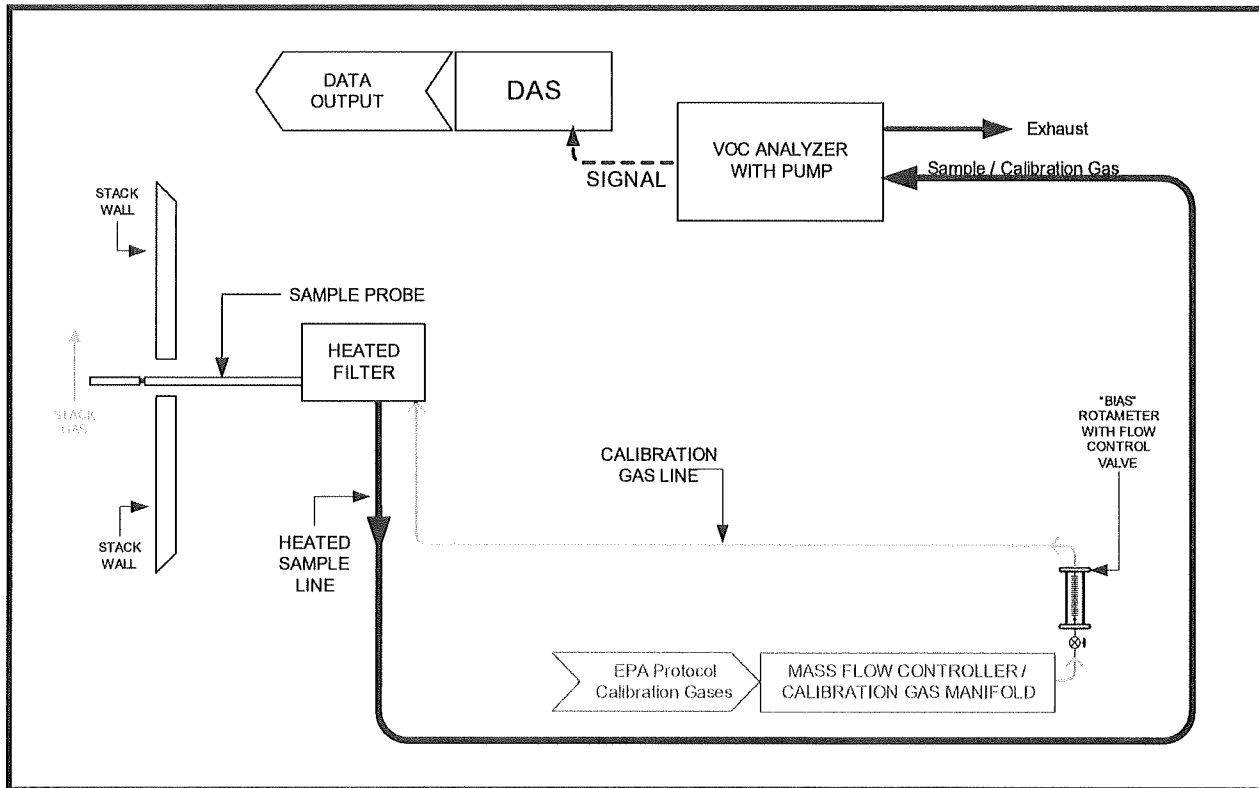 DATA
OUTPUT
DAS
VOC ANALYZER
WITH PUMP
Exhaust
Sample / Calibration Gas
SIGNAL
STACK
WALL
SAMPLE PROBE
HEATED
FILTER
STACK
GAS
"BIAS"
ROTAMETER
WITH FLOW
CONTROL
VALVE
CALIBRATION
GAS LINE
STACK
WALL
HEATED
SAMPLE
LINE
EPA Protocol
Calibration Gases
MASS FLOW CONTROLLER /
CALIBRATION GAS MANIFOLD